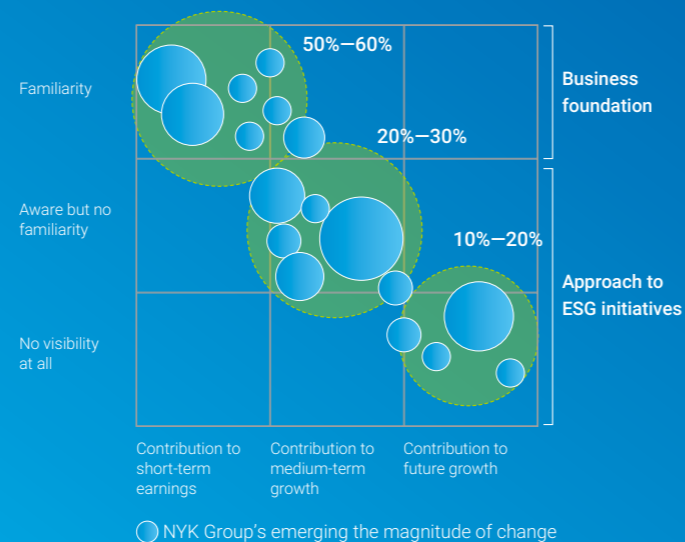 50%—60%
Familiarity
Business
foundation
20%—30%
Aware but no
familiarity
10%—20%
Approach to
ESG initiatives
No visibility
at all
Contribution to
short-term
earnings
Contribution to
medium-term
growth
Contribution to
future growth
NYK Group's emerging the magnitude of change